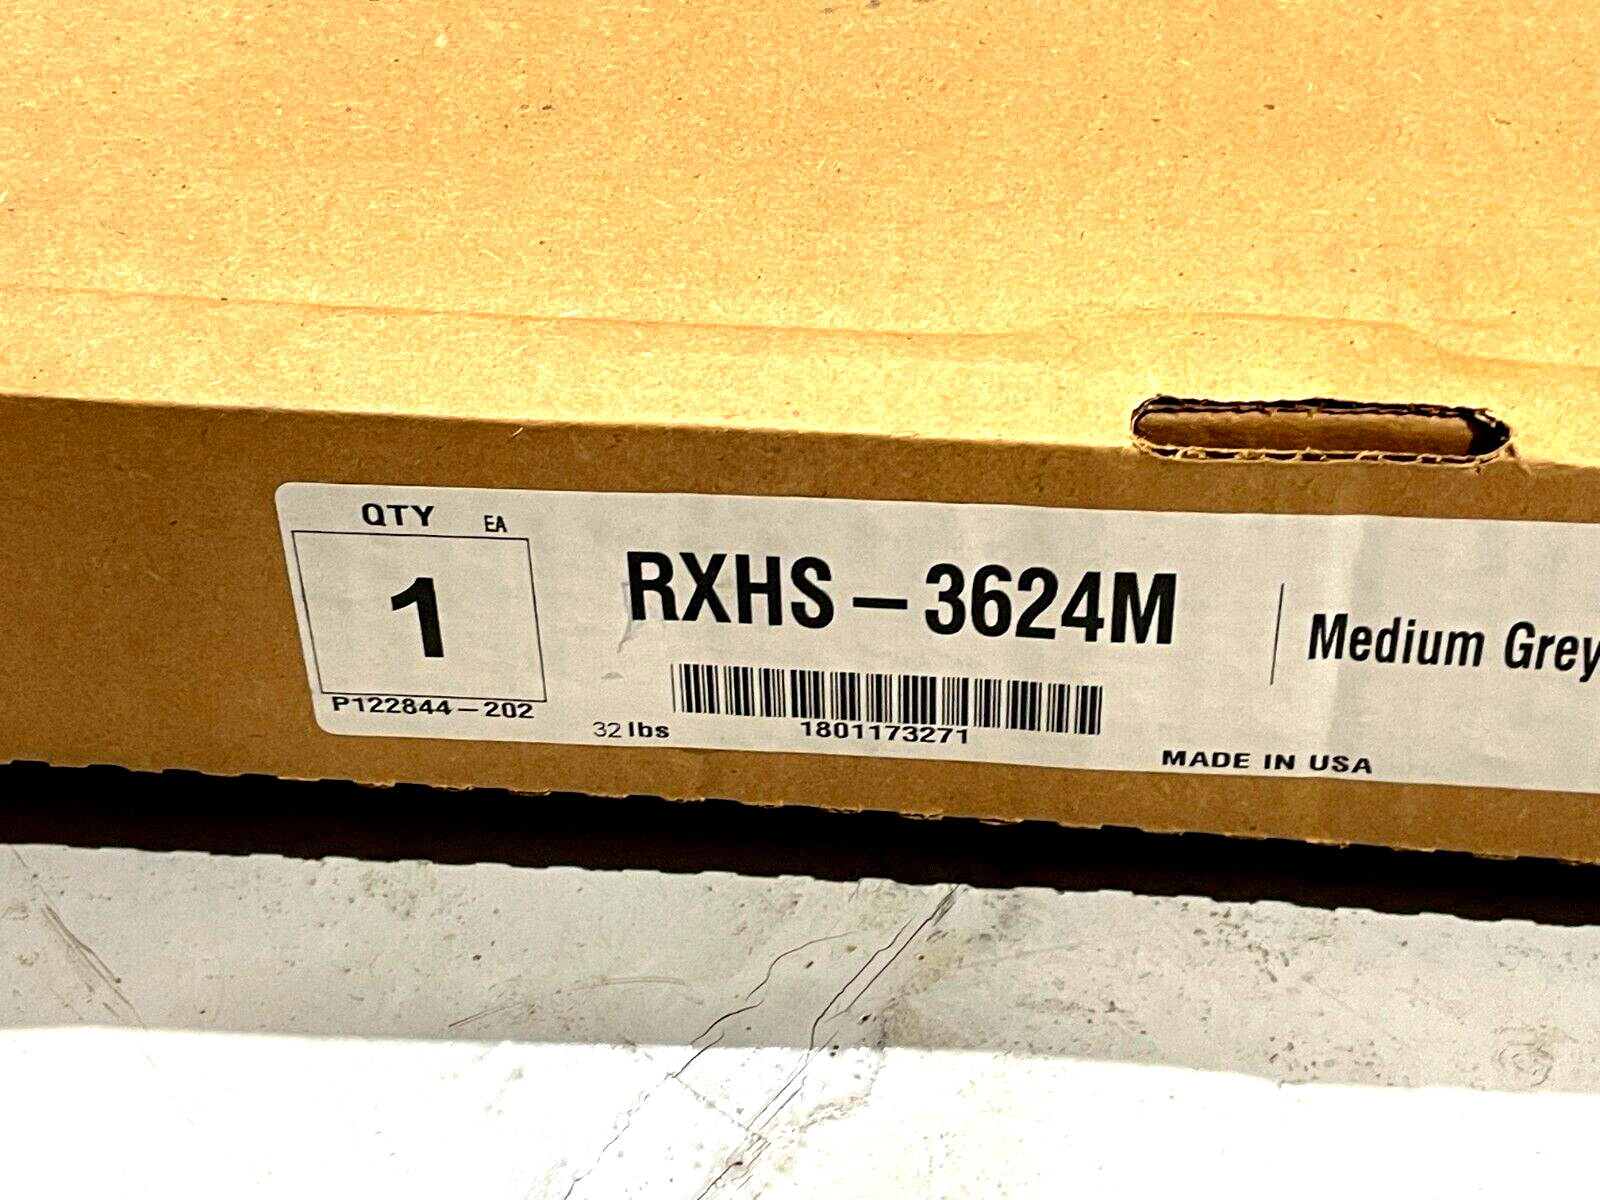 QTY EA
1
P122844-202
RXHS-3624M
Medium Grey
32 lbs
1801173271
MADE IN USA